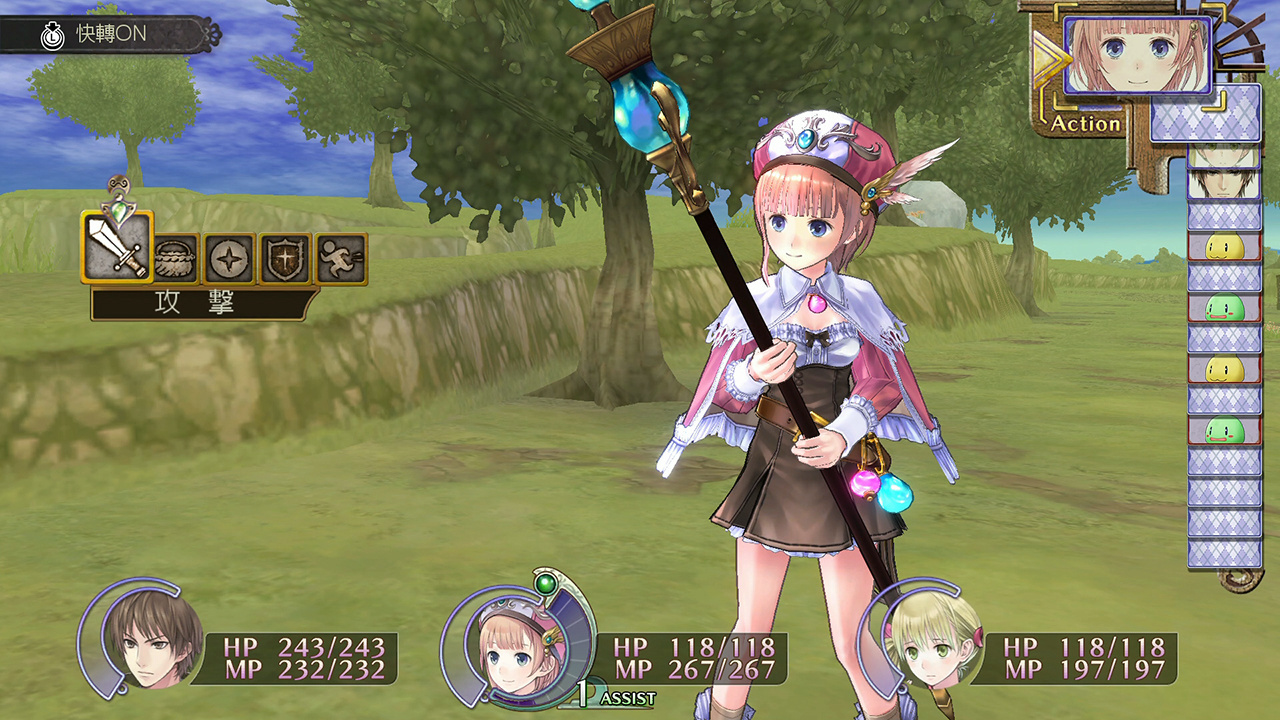 快轉ON
Action
攻擊
HP 243/243
MP 232/232
HP 118/118
MP 267/267
1 ASSIST
HP 118/118
MP 197/197